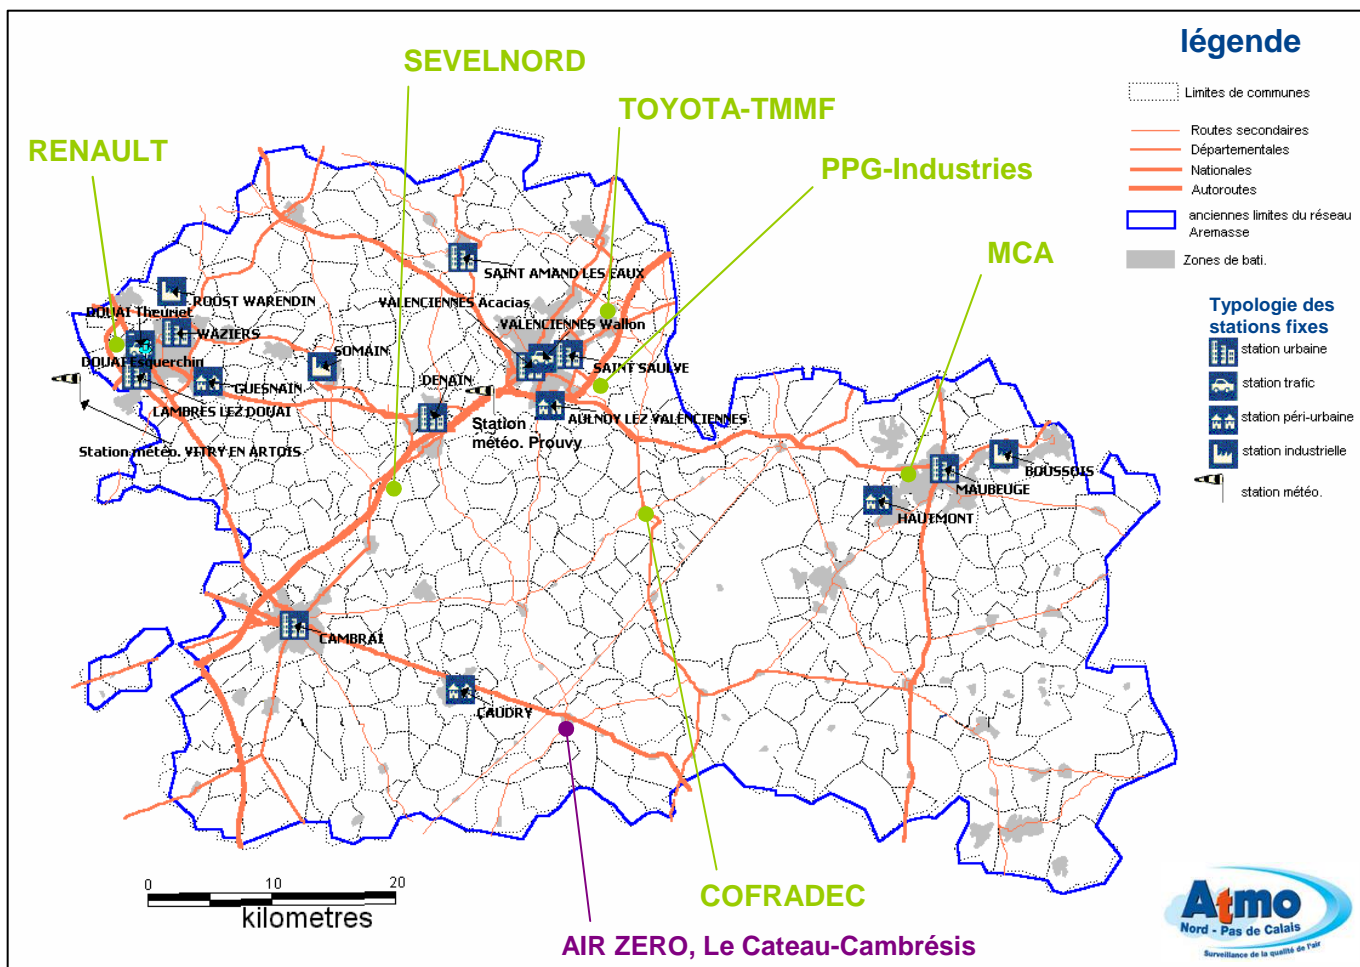 légende
SEVELNORD
TOYOTA-TMMF
RENAULT
PPG-Industries
MCA
Limites de communes
Routes secondaires
Départementales
Nationales
Autoroutes
anciennes limites du réseau
Aremasse
Zones de bati.
Typologie des
stations fixes
station urbaine
station trafic
station péri-urbaine
station industrielle
station météo.
SAINT AMAND LES EAUX
ROOST WARENDIN
VALENCIENNES Acacias
DOUAI Theuriet
VALENCIENNES Wallon
WAZIERS
SOMAIN
DOUAI Esquerchin
SAINT SAULVE
GUESNAIN
DENAIN
LAMBRES LEZ DOUAI
AULNOY LEZ VALENCIENNES
Station
météo. Prouvy
Station météo. VITRY EN ARTOIS
BOUSSOIS
MAUBEUGE
HAUTMONT
CAMBRAI
CAUDRY
0 10 20
kilometres
COFRADEC
AIR ZERO, Le Cateau-Cambrésis
Atmo
Nord - Pas de Calais
Surveillance de la qualité de l'air